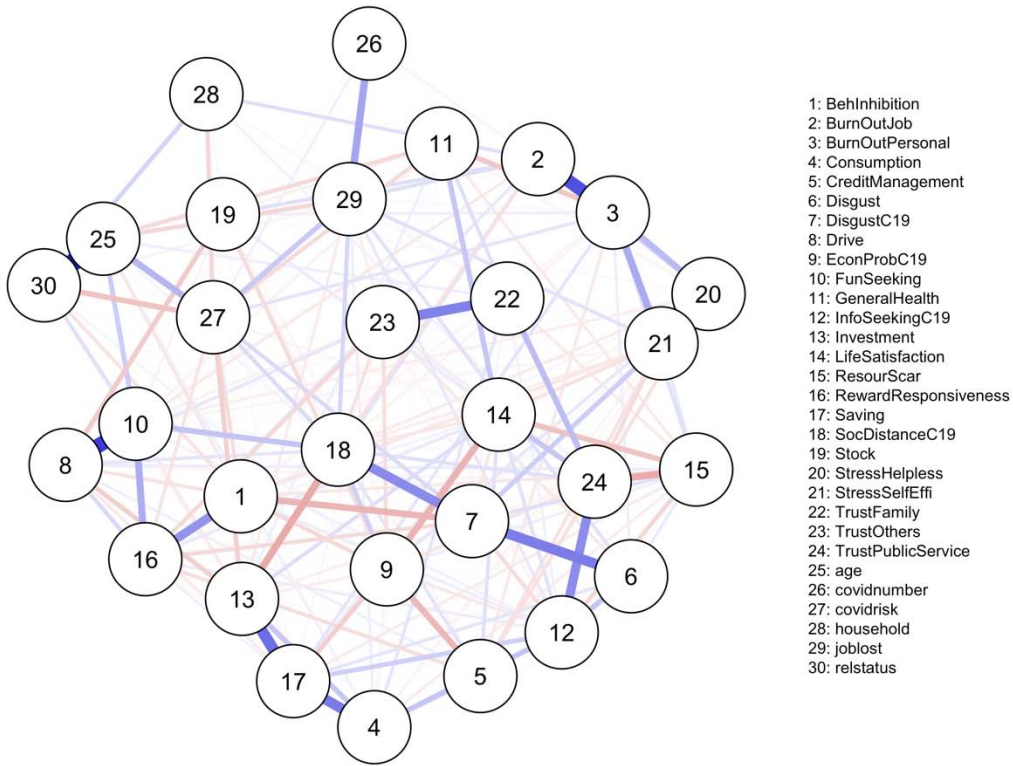 26
28
11
2
3
29
19
25
30
20
22
27
23
21
14
10
18
8
15
24
1
7
16
9
6
13
12
5
17
4
1: BehInhibition
2: BurnOutJob
3: BurnOutPersonal
4: Consumption
5: CreditManagement
6: Disgust
7: DisgustC19
8: Drive
9: EconProbC19
10: FunSeeking
11: GeneralHealth
12: InfoSeekingC19
13: Investment
14: LifeSatisfaction
15: ResourScar
16: RewardResponsiveness
17: Saving
18: SocDistanceC19
19: Stock
20: StressHelpless
21: StressSelfEffi
22: TrustFamily
23: TrustOthers
24: TrustPublicService
25: age
26: covidnumber
27: covidrisk
28: household
29: joblost
30: relstatus